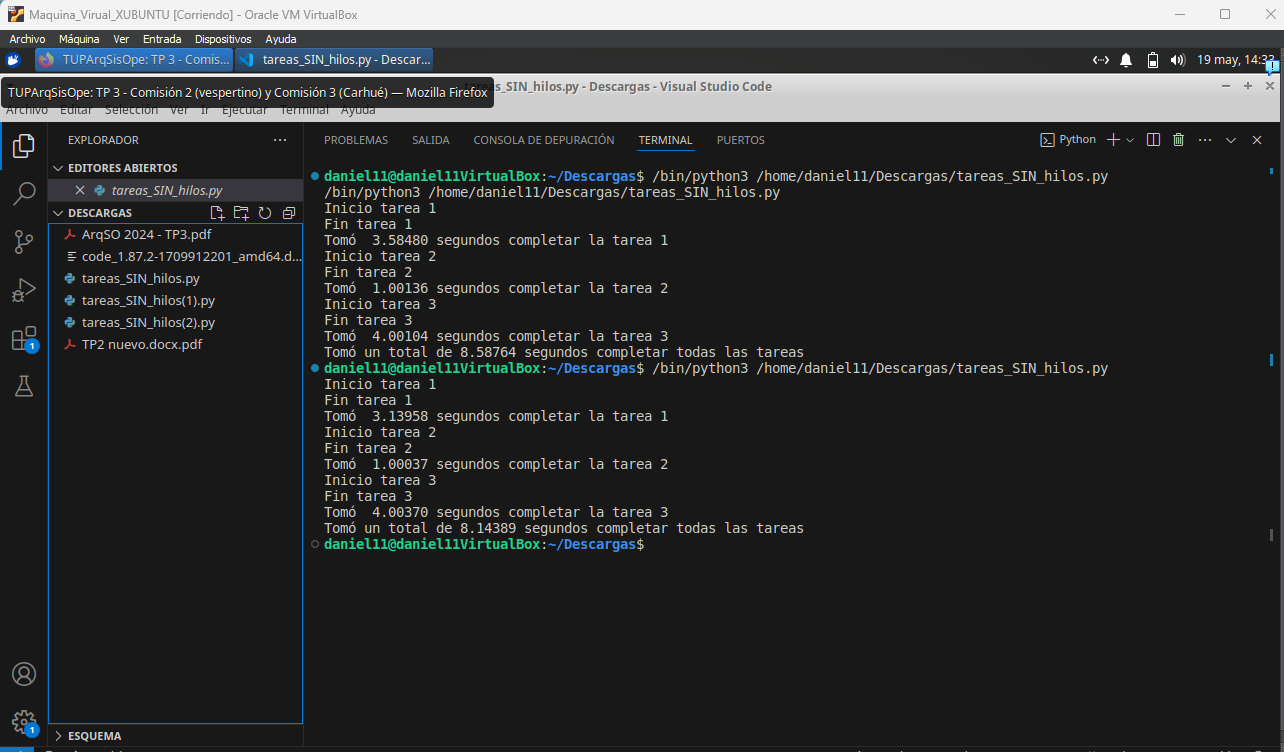 Maquina_Virual_XUBUNTU [Corriendo] - Oracle VM VirtualBox
Archivo Máquina Ver Entrada Dispositivos Ayuda
TUPArqSisOpe: TP 3 - Comis... tareas_SIN_hilos.py - Descar... 19 may, 14:33
TUPArqSisOpe: TP 3 - Comisión 2 (vespertino) y Comisión 3 (Carhué) — Mozilla Firefox
s_SIN_hilos.py - Descargas - Visual Studio Code
Archivo Editar Selección Ver Ir Ejecutar Terminal Ayuda
EXPLORADOR
EDITORES ABIERTOS
tareas_SIN_hilos.py
DESCARGAS
ArqSO 2024 - TP3.pdf
code_1.87.2-1709912201_amd64.d...
tareas_SIN_hilos.py
tareas_SIN_hilos(1).py
tareas_SIN_hilos(2).py
TP2 nuevo.docx.pdf
1
1
ESQUEMA
PROBLEMAS SALIDA CONSOLA DE DEPURACIÓN TERMINAL PUERTOS
Python
daniel11@daniel11VirtualBox:~/Descargas$ /bin/python3 /home/daniel11/Descargas/tareas_SIN_hilos.py
/bin/python3 /home/daniel11/Descargas/tareas_SIN_hilos.py
Inicio tarea 1
Fin tarea 1
Tomó  3.58480 segundos completar la tarea 1
Inicio tarea 2
Fin tarea 2
Tomó  1.00136 segundos completar la tarea 2
Inicio tarea 3
Fin tarea 3
Tomó  4.00104 segundos completar la tarea 3
Tomó un total de 8.58764 segundos completar todas las tareas
daniel11@daniel11VirtualBox:~/Descargas$ /bin/python3 /home/daniel11/Descargas/tareas_SIN_hilos.py
Inicio tarea 1
Fin tarea 1
Tomó  3.13958 segundos completar la tarea 1
Inicio tarea 2
Fin tarea 2
Tomó  1.00037 segundos completar la tarea 2
Inicio tarea 3
Fin tarea 3
Tomó  4.00370 segundos completar la tarea 3
Tomó un total de 8.14389 segundos completar todas las tareas
daniel11@daniel11VirtualBox:~/Descargas$